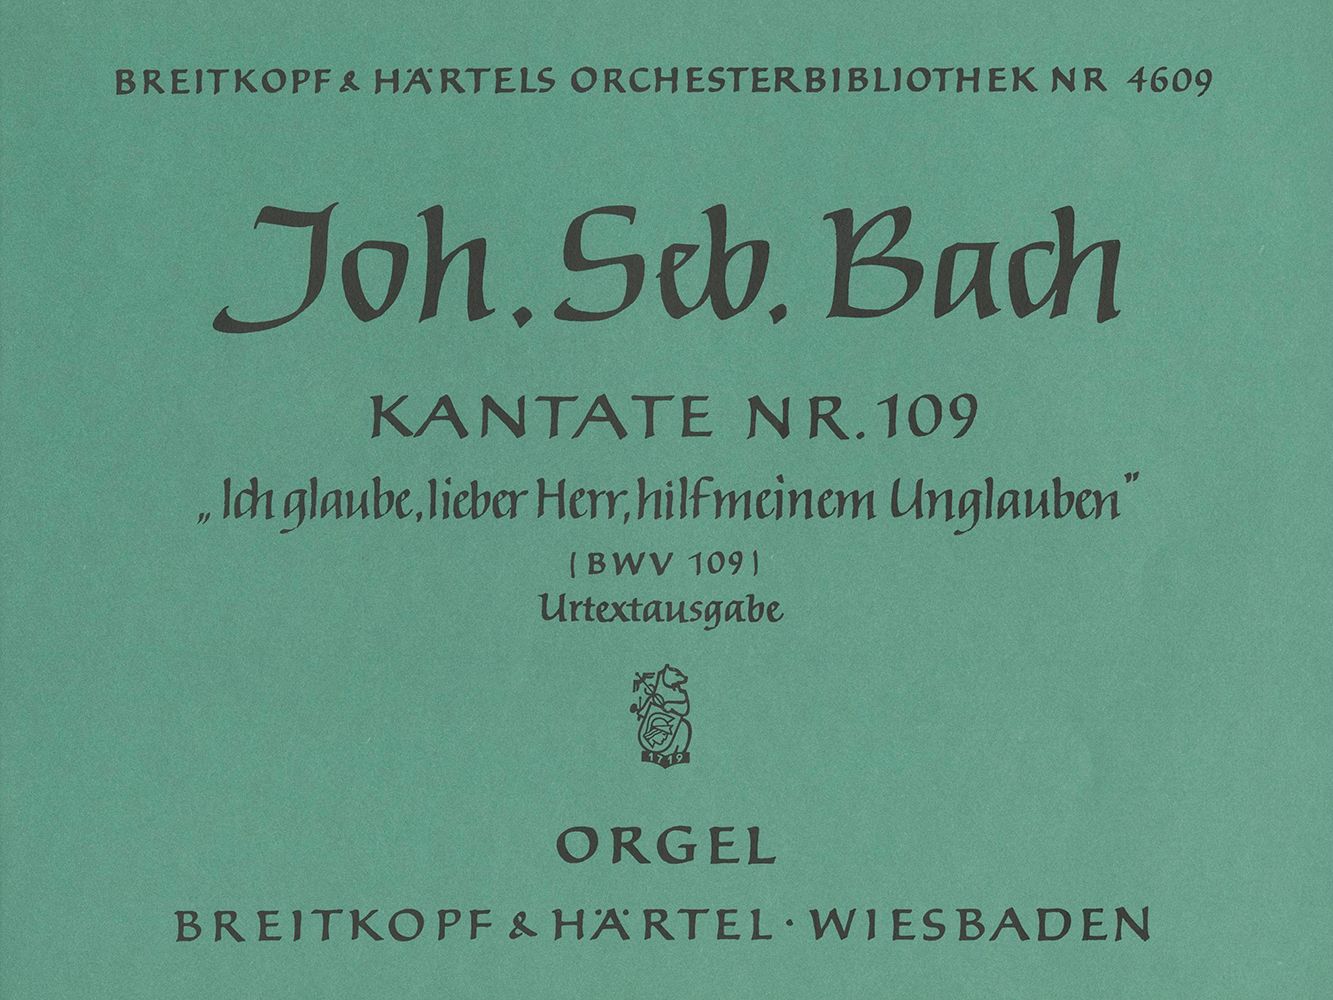 BREITKOPF & HÄRTELS ORCHESTERBIBLIOTHEK NR 4609
Joh. Seb. Bach
KANTATE NR. 109
„Ich glaube, lieber Herr, hilf meinem Unglauben"
(BWV 109)
Urtextausgabe
1719
ORGEL
BREITKOPF & HÄRTEL · WIESBADEN